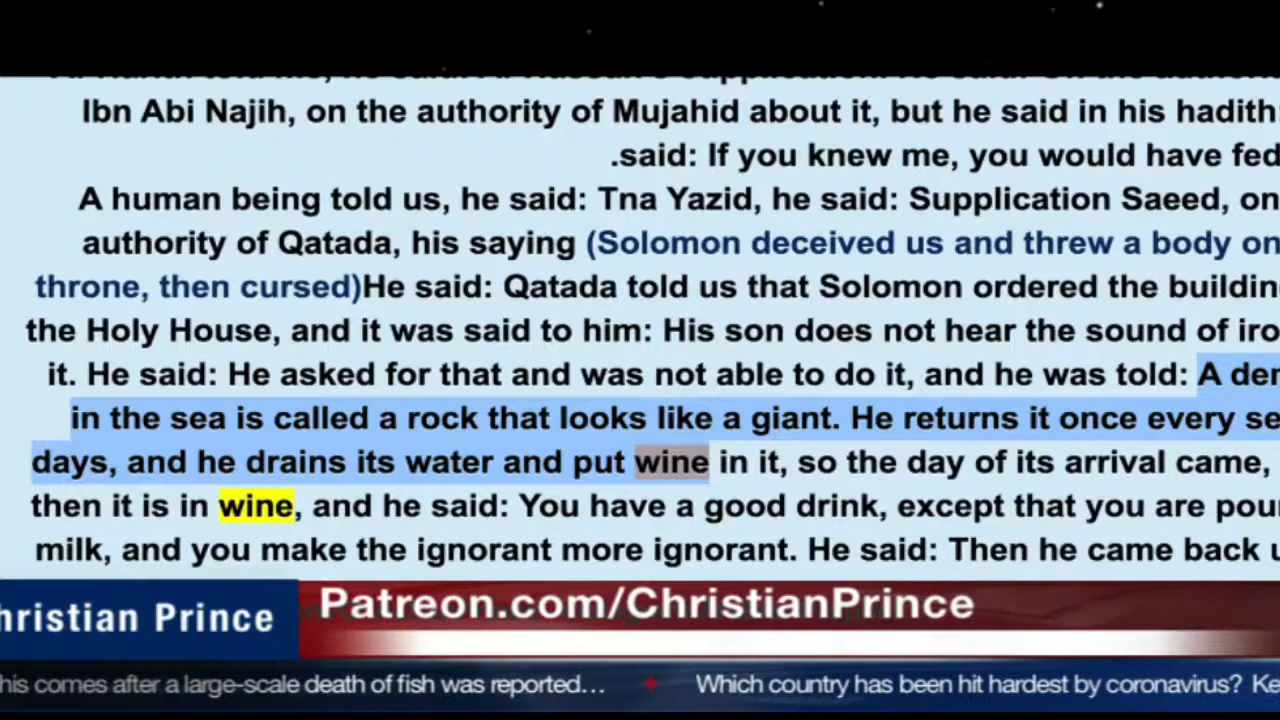 Ibn Abi Najih, on the authority of Mujahid about it, but he said in his hadith:
.said: If you knew me, you would have fed
A human being told us, he said: Tna Yazid, he said: Supplication Saeed, on
authority of Qatada, his saying (Solomon deceived us and threw a body on
throne, then cursed)He said: Qatada told us that Solomon ordered the buildin
the Holy House, and it was said to him: His son does not hear the sound of iro
it. He said: He asked for that and was not able to do it, and he was told: A de
in the sea is called a rock that looks like a giant. He returns it once every se
days, and he drains its water and put wine in it, so the day of its arrival came,
then it is in wine, and he said: You have a good drink, except that you are pou
milk, and you make the ignorant more ignorant. He said: Then he came back u
hristian Prince
Patreon.com/ChristianPrince
his comes after a large-scale death of fish was reported... Which country has been hit hardest by coronavirus? Ke